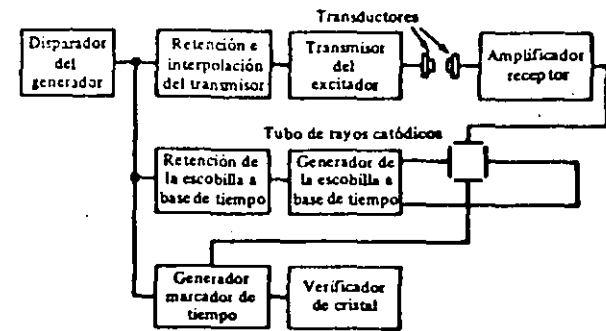 Transductores
Disparador
del
generador
Retención e
interpolación
del transmisor
Transmisor
del
excitador
Amplificador
receptor
Tubo de rayos catódicos
Retención de
la escobilla a
base de tiempo
Generador de
la escobilla a
base de tiempo
Generador
marcador de
tiempo
Verificador
de cristal